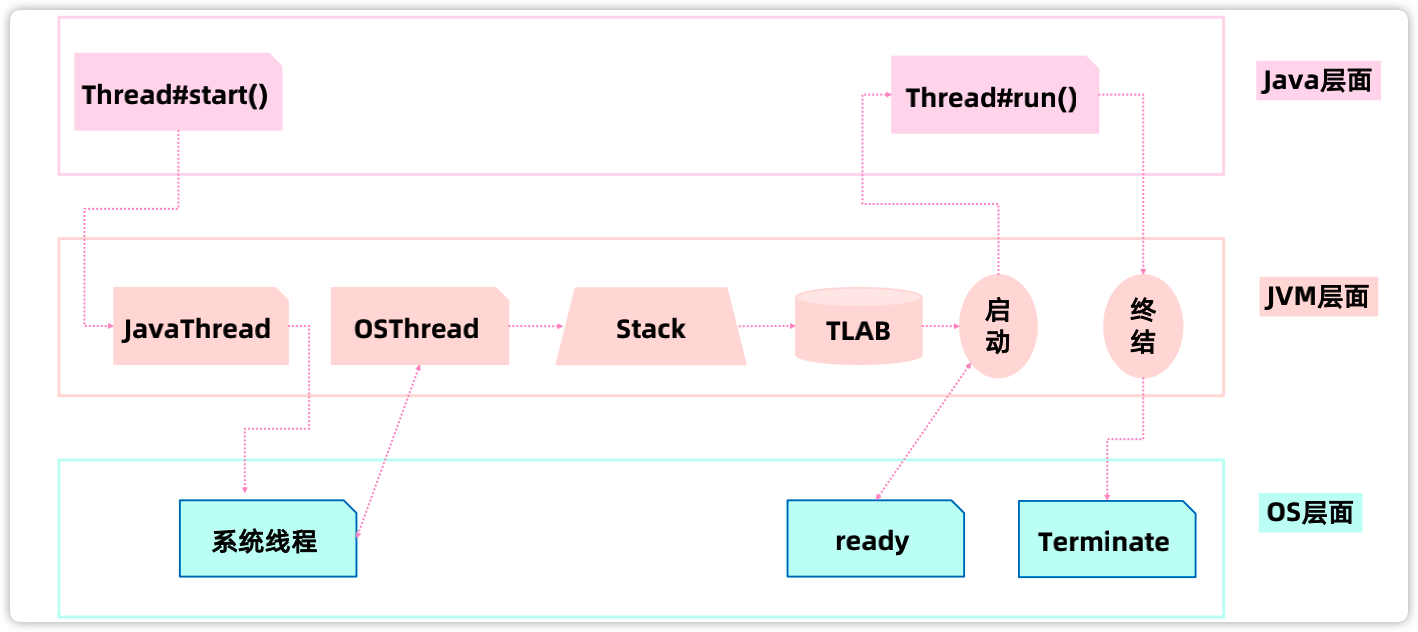 Thread#start()
Thread#run()
Java层面
JavaThread
OSThread
Stack
TLAB
启
动
终
结
JVM层面
系统线程
ready
Terminate
OS层面